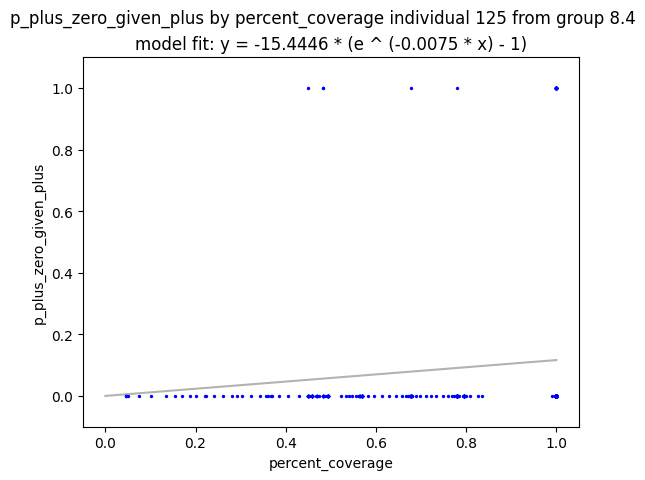 p_plus_zero_given_plus by percent_coverage individual 125 from group 8.4
model fit: y = -15.4446 * (e ^ (-0.0075 * x) - 1)
1.0
0.8
0.6
0.4
0.2
0.0
p_plus_zero_given_plus
0.0 0.2 0.4 0.6 0.8 1.0
percent_coverage